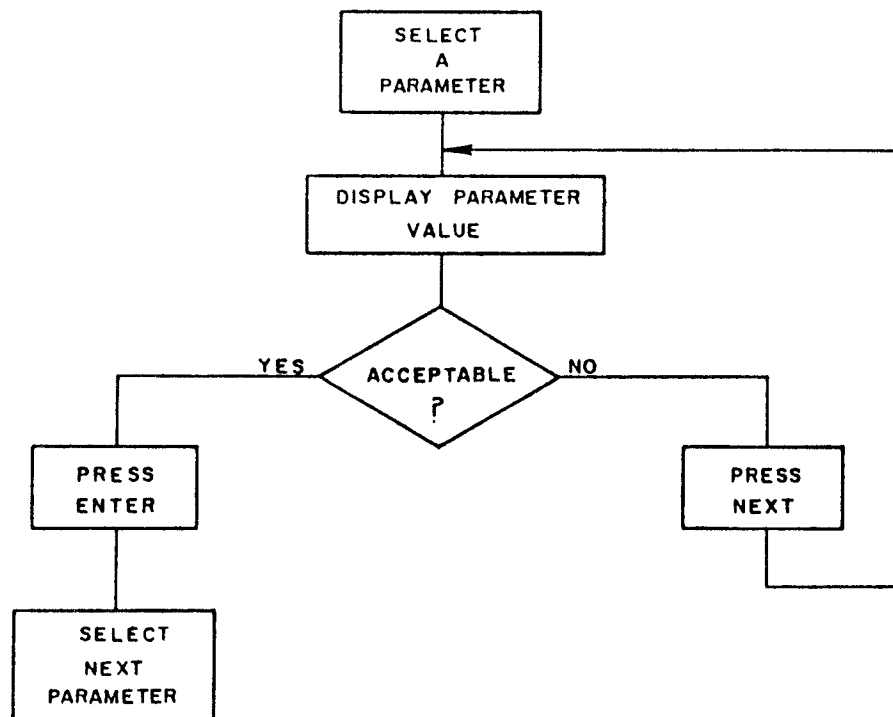 SELECT
A
PARAMETER
DISPLAY PARAMETER
VALUE
YES
ACCEPTABLE
?
NO
PRESS
ENTER
PRESS
NEXT
SELECT
NEXT
PARAMETER